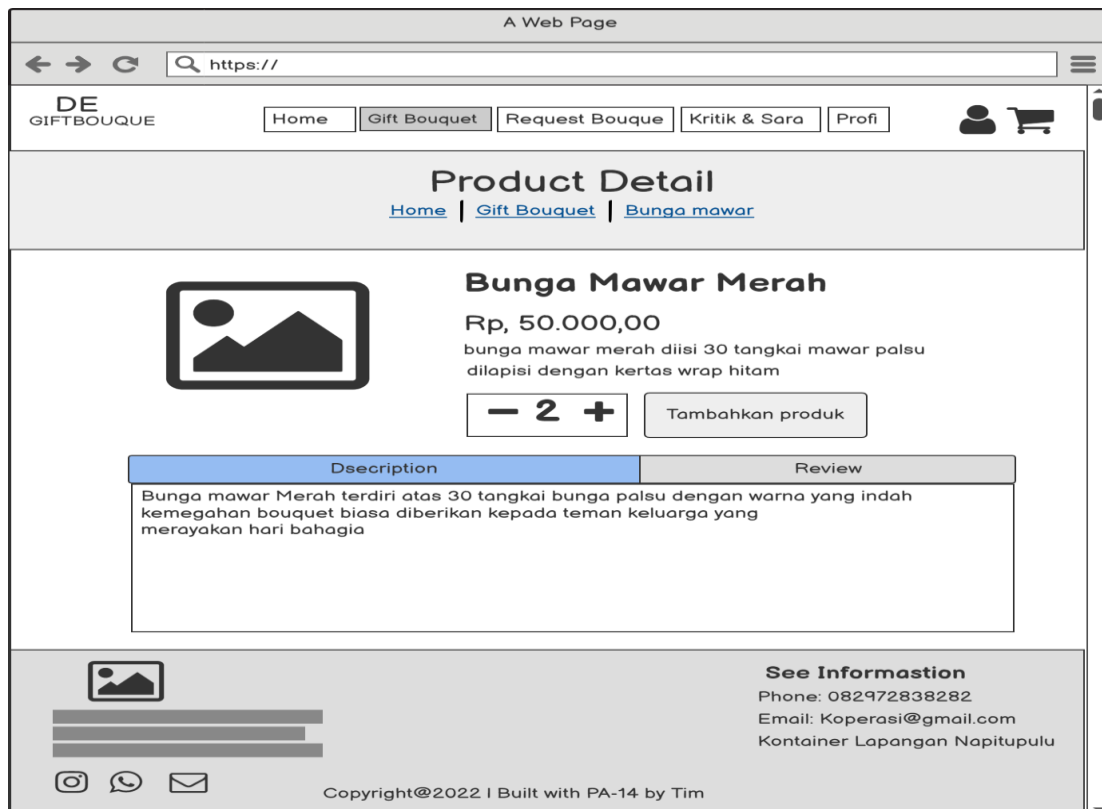 A Web Page
https://
DE
GIFTBOUQUE
Home
Gift Bouquet
Request Bouque
Kritik & Sara
Profi
Product Detail
Home
Gift Bouquet
Bunga mawar
Bunga Mawar Merah
Rp, 50.000,00
bunga mawar merah diisi 30 tangkai mawar palsu
dilapisi dengan kertas wrap hitam
— 2 +
Tambahkan produk
Dsecription
Review
Bunga mawar Merah terdiri atas 30 tangkai bunga palsu dengan warna yang indah
kemegahan bouquet biasa diberikan kepada teman keluarga yang
merayakan hari bahagia
See Informastion
Phone: 082972838282
Email: Koperasi@gmail.com
Kontainer Lapangan Napitupulu
Copyright@2022 I Built with PA-14 by Tim